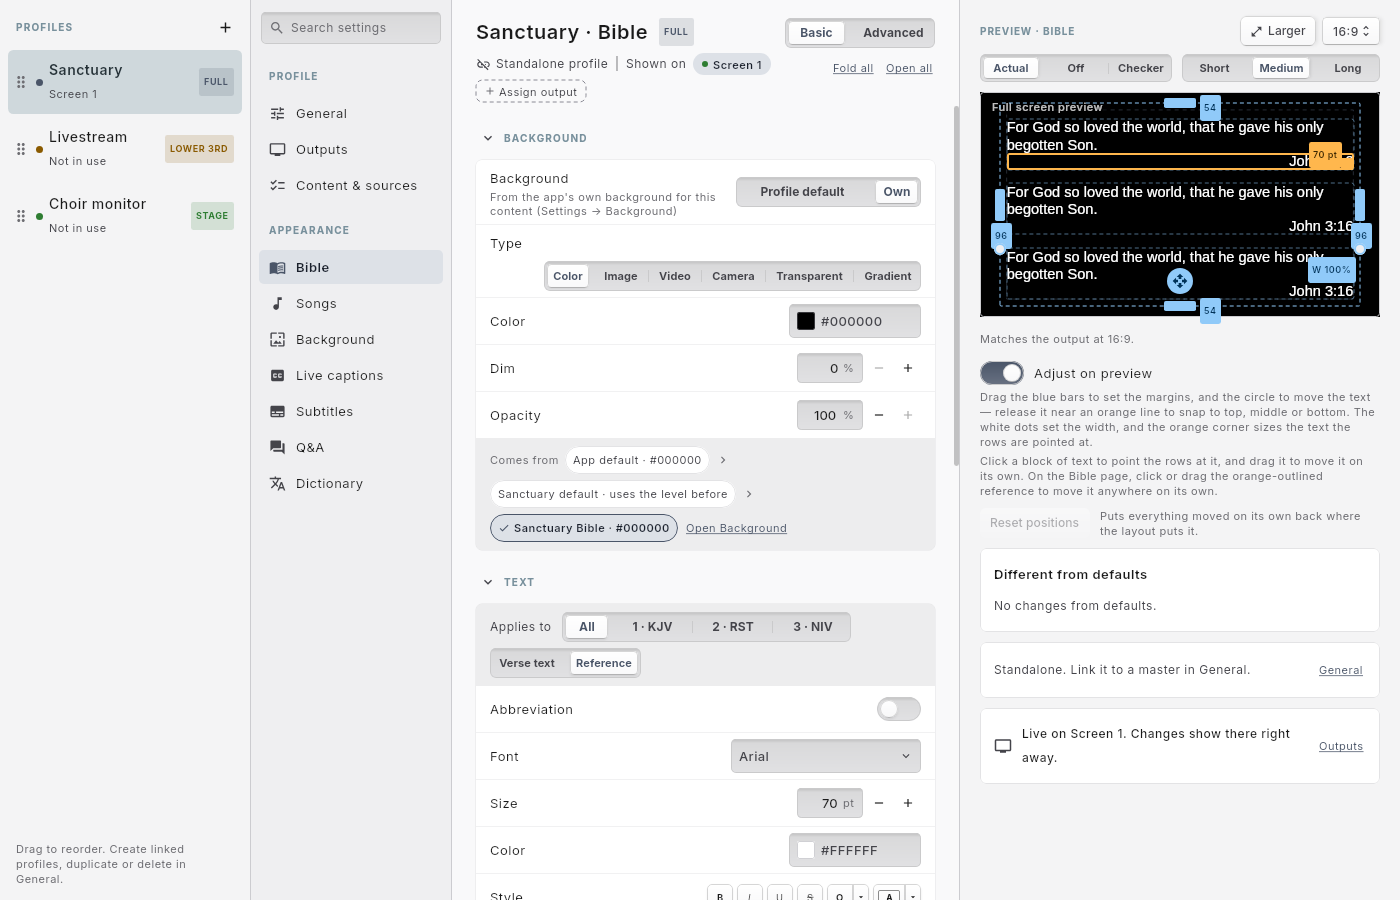 PROFILES
Sanctuary
Screen 1
FULL
Livestream
Not in use
LOWER 3RD
Choir monitor
Not in use
STAGE
Drag to reorder. Create linked
profiles, duplicate or delete in
General.
Search settings
PROFILE
General
Outputs
Content & sources
APPEARANCE
Bible
Songs
Background
Live captions
Subtitles
Q&A
Dictionary
Sanctuary · Bible
FULL
Basic
Advanced
Standalone profile | Shown on
Screen 1
+ Assign output
Fold all
Open all
BACKGROUND
Background
From the app's own background for this
content (Settings → Background)
Profile default
Own
Type
Color
Image
Video
Camera
Transparent
Gradient
Color
#000000
Dim
0 %
Opacity
100 %
Comes from
App default · #000000
Sanctuary default · uses the level before
Sanctuary Bible · #000000
Open Background
TEXT
Applies to
All
1 · KJV
2 · RST
3 · NIV
Verse text
Reference
Abbreviation
Font
Arial
Size
70 pt
Color
#FFFFFF
Style
B
I
U
S
O
A
PREVIEW · BIBLE
Larger
16:9
Actual
Off
Checker
Short
Medium
Long
Full screen preview
54
For God so loved the world, that he gave his only
begotten Son.
70 pt
For God so loved the world, that he gave his only
begotten Son.
John 3:16
96
96
For God so loved the world, that he gave his only
begotten Son.
W 100%
John 3:16
54
Matches the output at 16:9.
Adjust on preview
Drag the blue bars to set the margins, and the circle to move the text
— release it near an orange line to snap to top, middle or bottom. The
white dots set the width, and the orange corner sizes the text the
rows are pointed at.
Click a block of text to point the rows at it, and drag it to move it on
its own. On the Bible page, click or drag the orange-outlined
reference to move it anywhere on its own.
Reset positions
Puts everything moved on its own back where
the layout puts it.
Different from defaults
No changes from defaults.
Standalone. Link it to a master in General.
General
Live on Screen 1. Changes show there right
away.
Outputs